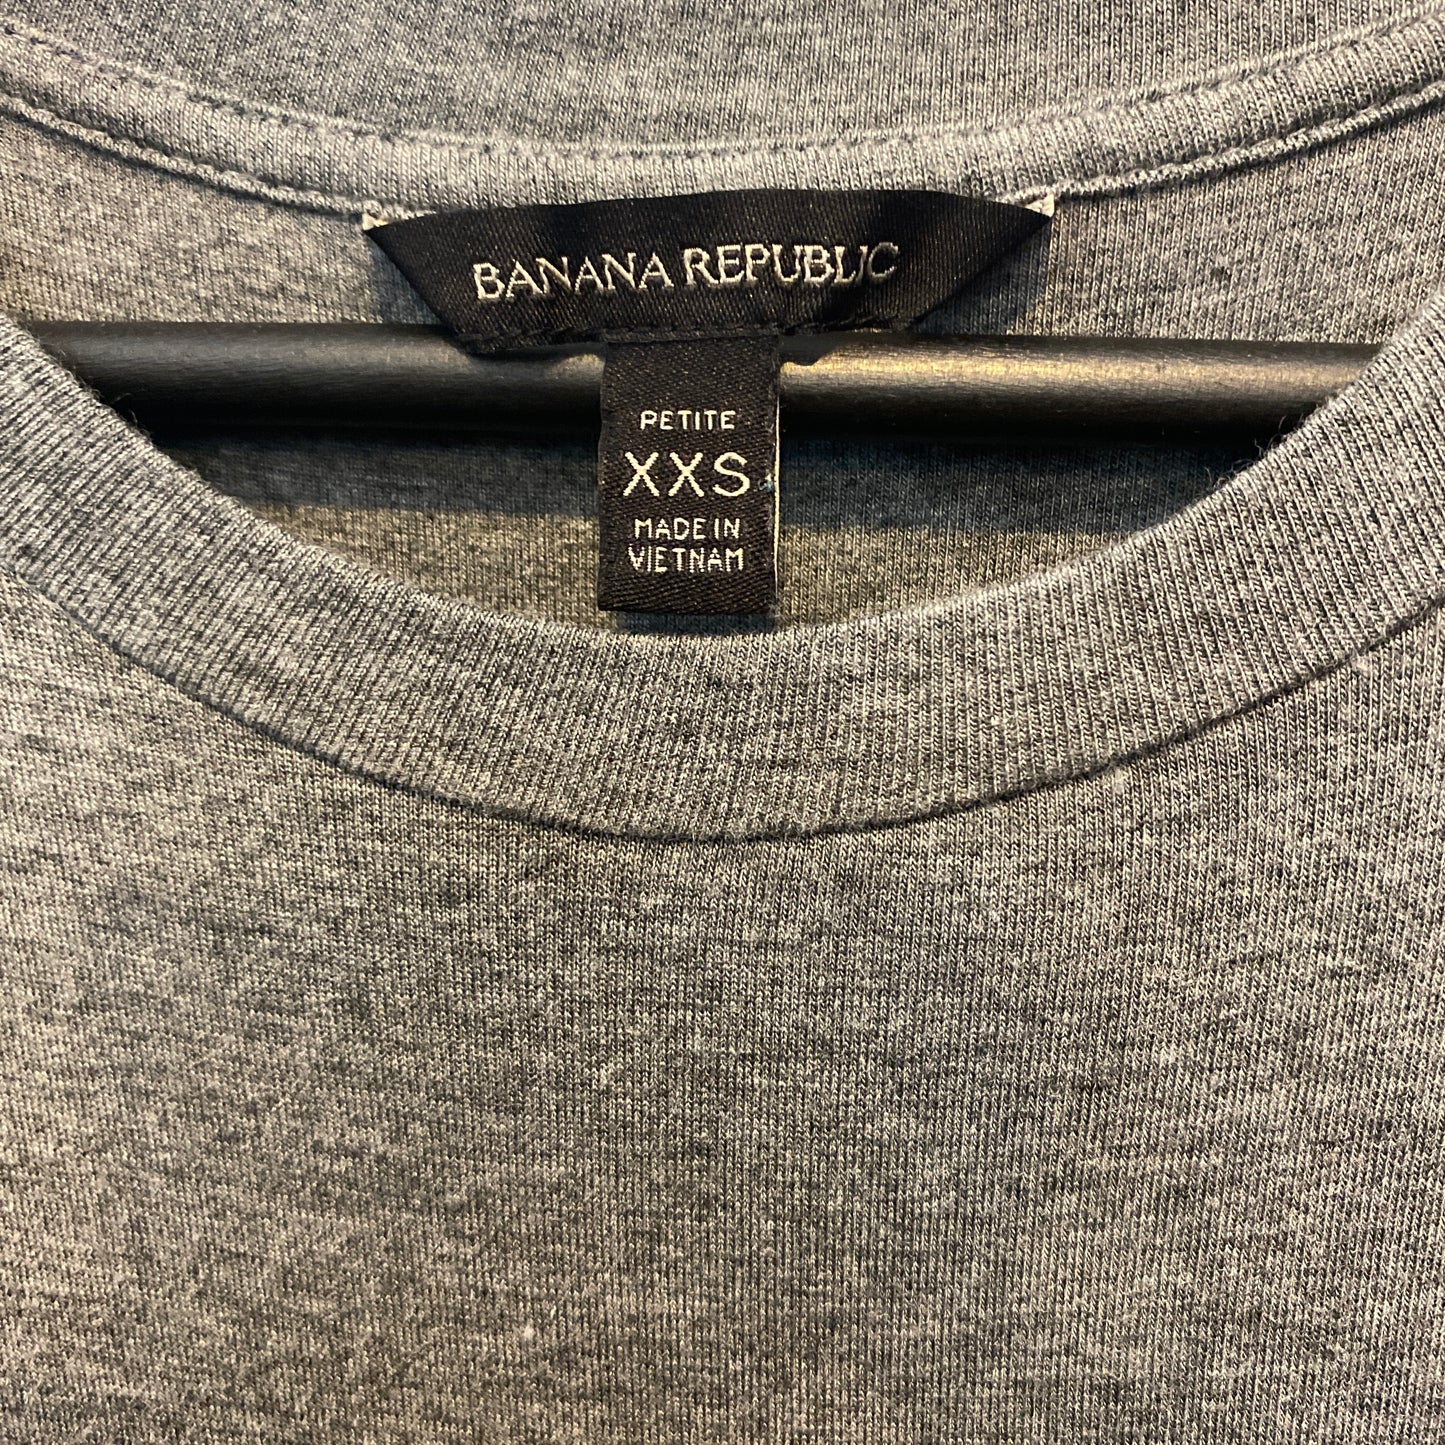 BANANA REPUBLIC
PETITE
XXS
MADE IN
VIETNAM